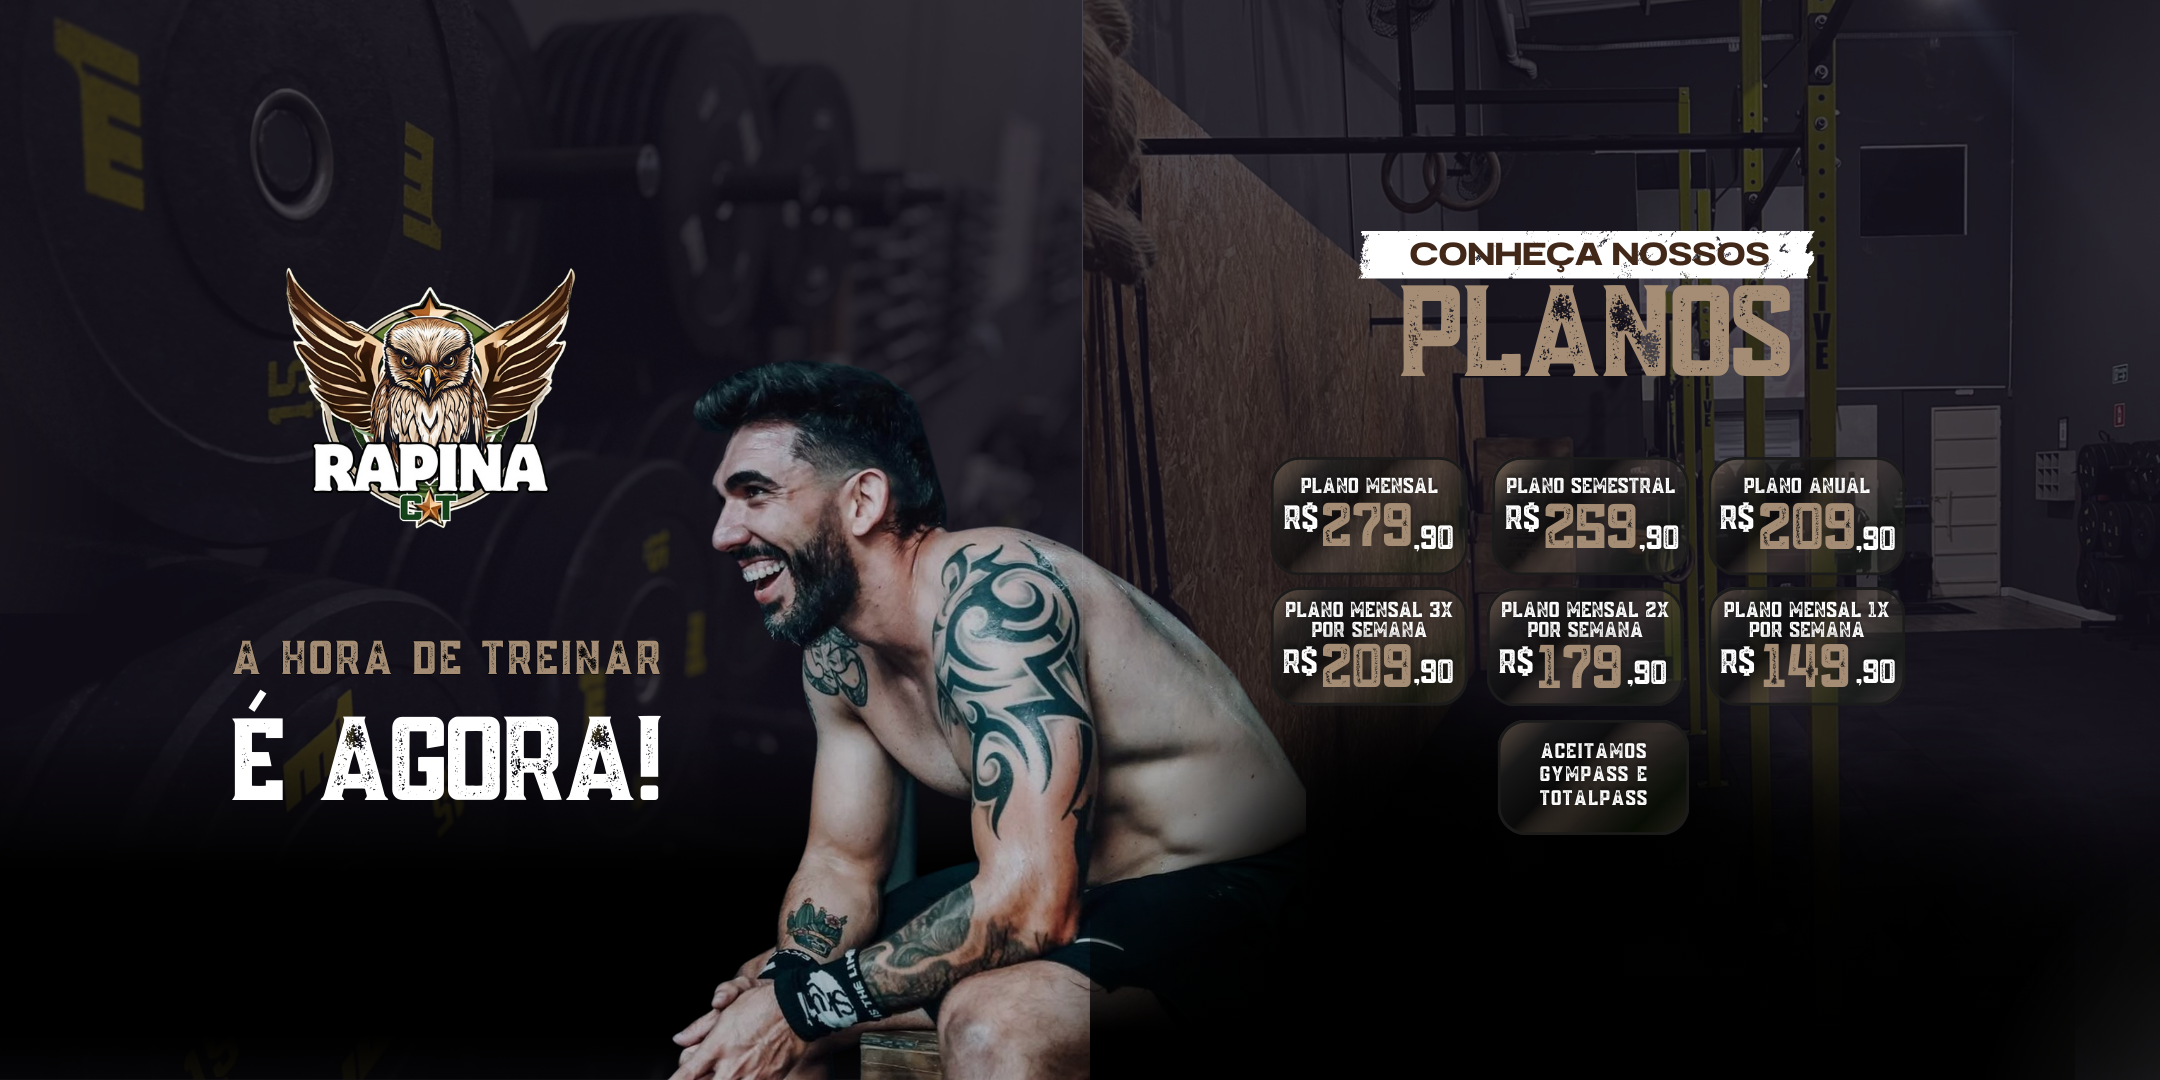 RAPINA
CT
A HORA DE TREINAR
É AGORA!
CONHEÇA NOSSOS
PLANOS
PLANO MENSAL
R$279,90
PLANO SEMESTRAL
R$259,90
PLANO ANUAL
R$209,90
PLANO MENSAL 3X
POR SEMANA
R$209,90
PLANO MENSAL 2X
POR SEMANA
R$179,90
PLANO MENSAL 1X
POR SEMANA
R$149,90
ACEITAMOS
GYMPASS E
TOTALPASS
15
LIVE